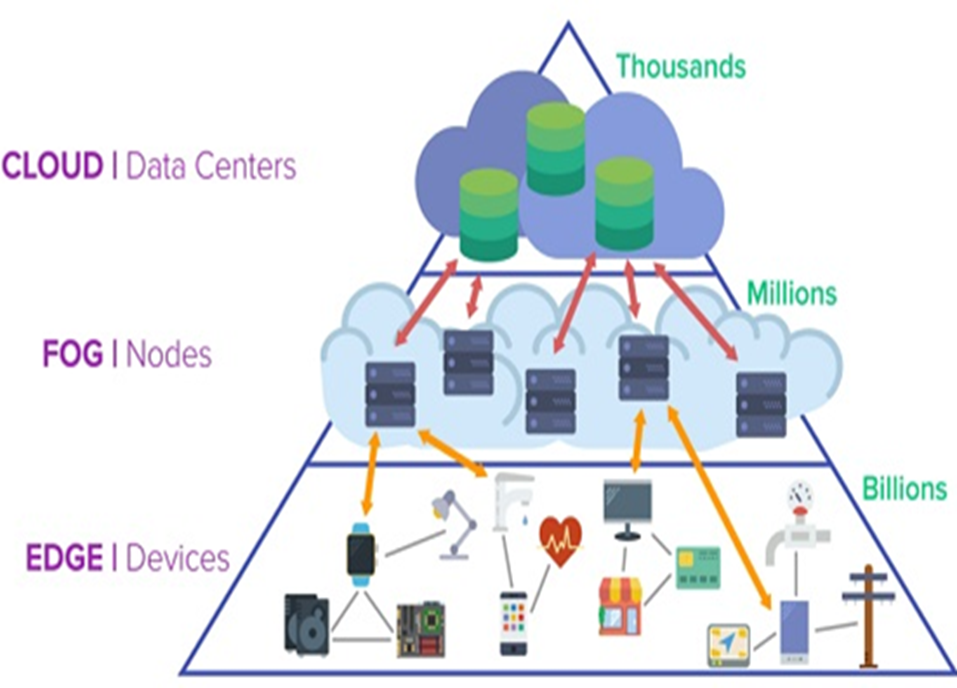 Thousands
CLOUD | Data Centers
Millions
FOG | Nodes
Billions
EDGE | Devices